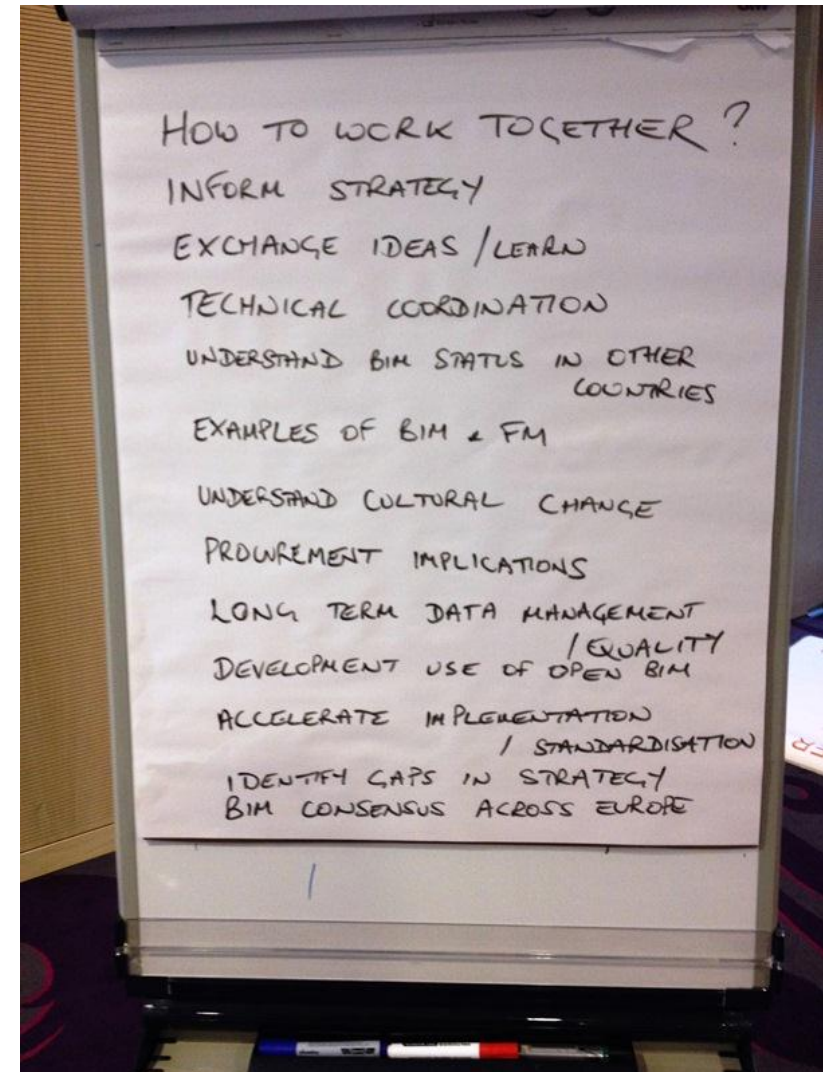 HOW TO WORK TOGETHER ?
INFORM STRATEGY
EXCHANGE IDEAS / LEARN
TECHNICAL COORDINATION
UNDERSTAND BIM STATUS IN OTHER
COUNTRIES
EXAMPLES OF BIM & FM
UNDERSTAND CULTURAL CHANGE
PROCUREMENT IMPLICATIONS
LONG TERM DATA MANAGEMENT
/ EQUALITY
DEVELOPMENT USE OF OPEN BIM
ACCELERATE IMPLEMENTATION
/ STANDARDISATION
IDENTIFY GAPS IN STRATEGY
BIM CONSENSUS ACROSS EUROPE